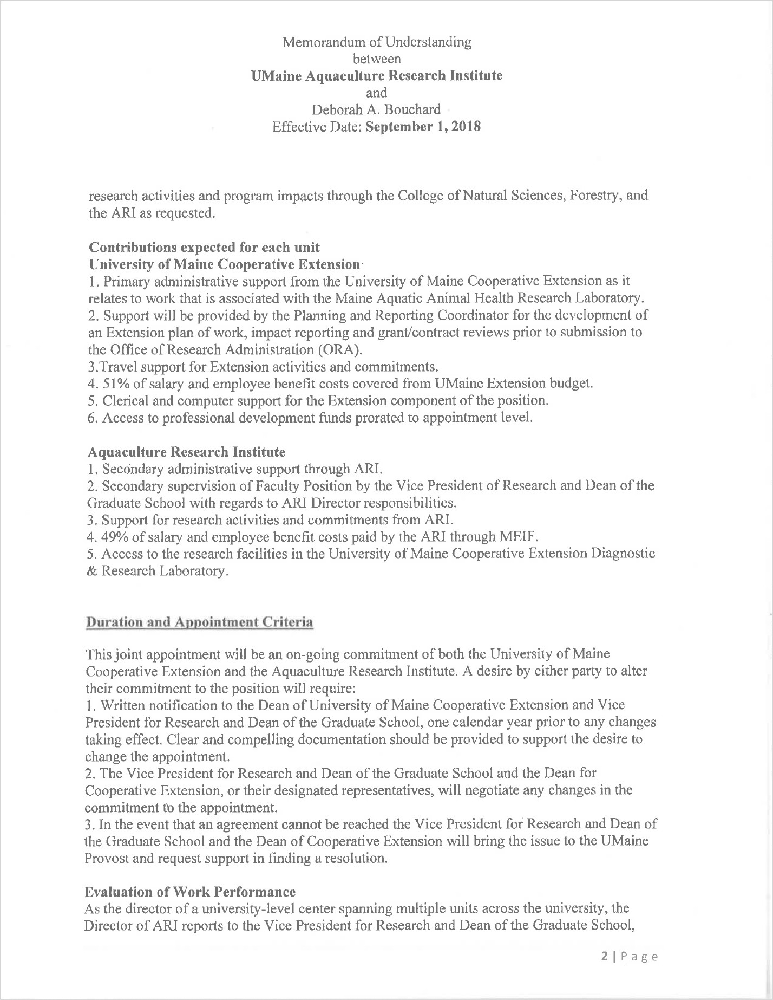 Memorandum of Understanding
between
UMaine Aquaculture Research Institute
and
Deborah A. Bouchard
Effective Date: September 1, 2018
research activities and program impacts through the College of Natural Sciences, Forestry, and
the ARI as requested.
Contributions expected for each unit
University of Maine Cooperative Extension
1. Primary administrative support from the University of Maine Cooperative Extension as it
relates to work that is associated with the Maine Aquatic Animal Health Research Laboratory.
2. Support will be provided by the Planning and Reporting Coordinator for the development of
an Extension plan of work, impact reporting and grant/contract reviews prior to submission to
the Office of Research Administration (ORA).
3.Travel support for Extension activities and commitments.
4. 51% of salary and employee benefit costs covered from UMaine Extension budget.
5. Clerical and computer support for the Extension component of the position.
6. Access to professional development funds prorated to appointment level.
Aquaculture Research Institute
1. Secondary administrative support through ARI.
2. Secondary supervision of Faculty Position by the Vice President of Research and Dean of the
Graduate School with regards to ARI Director responsibilities.
3. Support for research activities and commitments from ARI.
4. 49% of salary and employee benefit costs paid by the ARI through MEIF.
5. Access to the research facilities in the University of Maine Cooperative Extension Diagnostic
& Research Laboratory.
Duration and Appointment Criteria
This joint appointment will be an on-going commitment of both the University of Maine
Cooperative Extension and the Aquaculture Research Institute. A desire by either party to alter
their commitment to the position will require:
1. Written notification to the Dean of University of Maine Cooperative Extension and Vice
President for Research and Dean of the Graduate School, one calendar year prior to any changes
taking effect. Clear and compelling documentation should be provided to support the desire to
change the appointment.
2. The Vice President for Research and Dean of the Graduate School and the Dean for
Cooperative Extension, or their designated representatives, will negotiate any changes in the
commitment to the appointment.
3. In the event that an agreement cannot be reached the Vice President for Research and Dean of
the Graduate School and the Dean of Cooperative Extension will bring the issue to the UMaine
Provost and request support in finding a resolution.
Evaluation of Work Performance
As the director of a university-level center spanning multiple units across the university, the
Director of ARI reports to the Vice President for Research and Dean of the Graduate School,
2 | Page